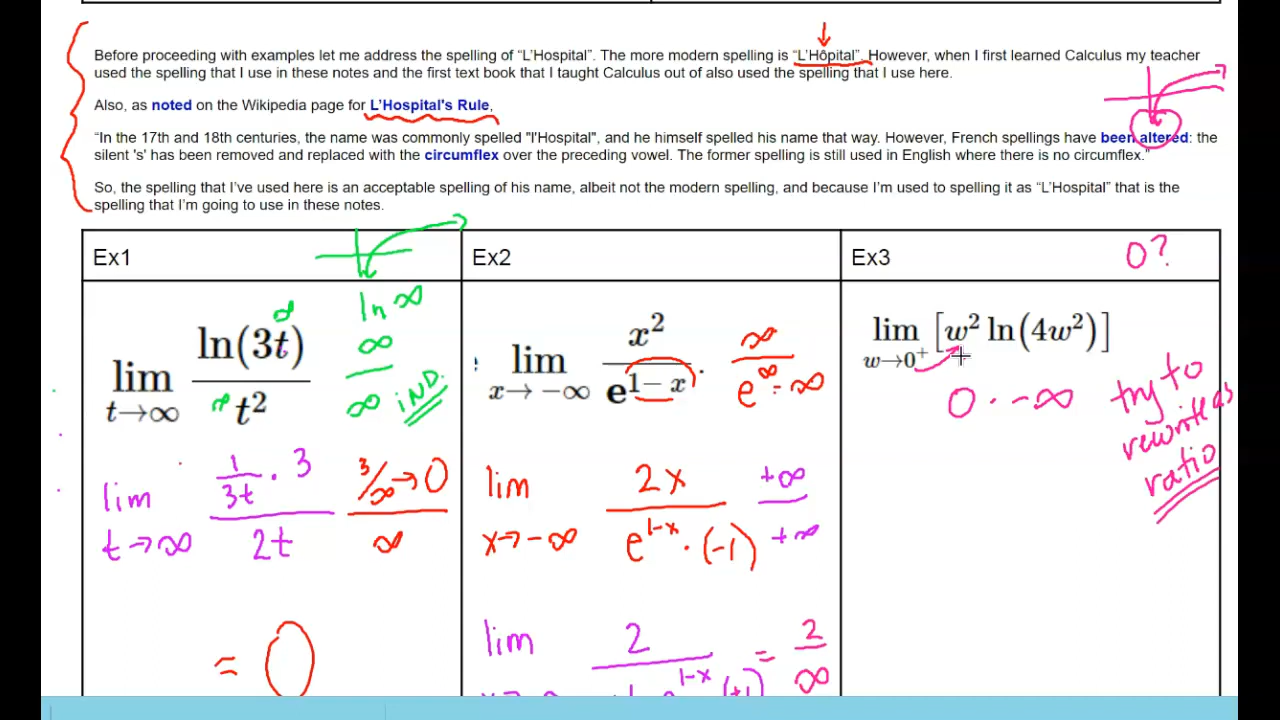 Before proceeding with examples let me address the spelling of “L’Hospital”. The more modern spelling is “L’Hôpital”. However, when I first learned Calculus my teacher
used the spelling that I use in these notes and the first text book that I taught Calculus out of also used the spelling that I use here.
Also, as noted on the Wikipedia page for L’Hospital's Rule,
“In the 17th and 18th centuries, the name was commonly spelled "l'Hospital", and he himself spelled his name that way. However, French spellings have been altered: the
silent 's' has been removed and replaced with the circumflex over the preceding vowel. The former spelling is still used in English where there is no circumflex.”
So, the spelling that I’ve used here is an acceptable spelling of his name, albeit not the modern spelling, and because I’m used to spelling it as “L’Hospital” that is the
spelling that I’m going to use in these notes.
Ex1
ln ∞
∞
ln(3t)
lim
t→∞
t²
∞
∞
∞
IND.
lim
t→∞
1/3t · 3
2t
3/∞→0
∞
= 0
Ex2
lim
x→ −∞
x²
e^{1− x}
.
∞
e^∞ = ∞
lim
x→ -∞
2x
e^{1-x} · (-1)
+∞
+∞
lim
2
= 2
∞
1-x
(+1)
Ex3
0?
lim
w→0⁺
[w² ln(4w²)]
0 · -∞
try to
rewrite as
ratio